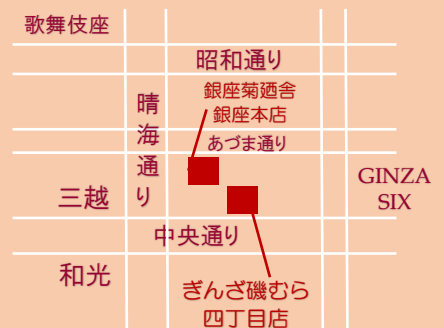 歌舞伎座
昭和通り
晴海通り
銀座菊廼舎
銀座本店
あづま通り
GINZA
SIX
三越
中央通り
和光
ぎんざ磯むら
四丁目店